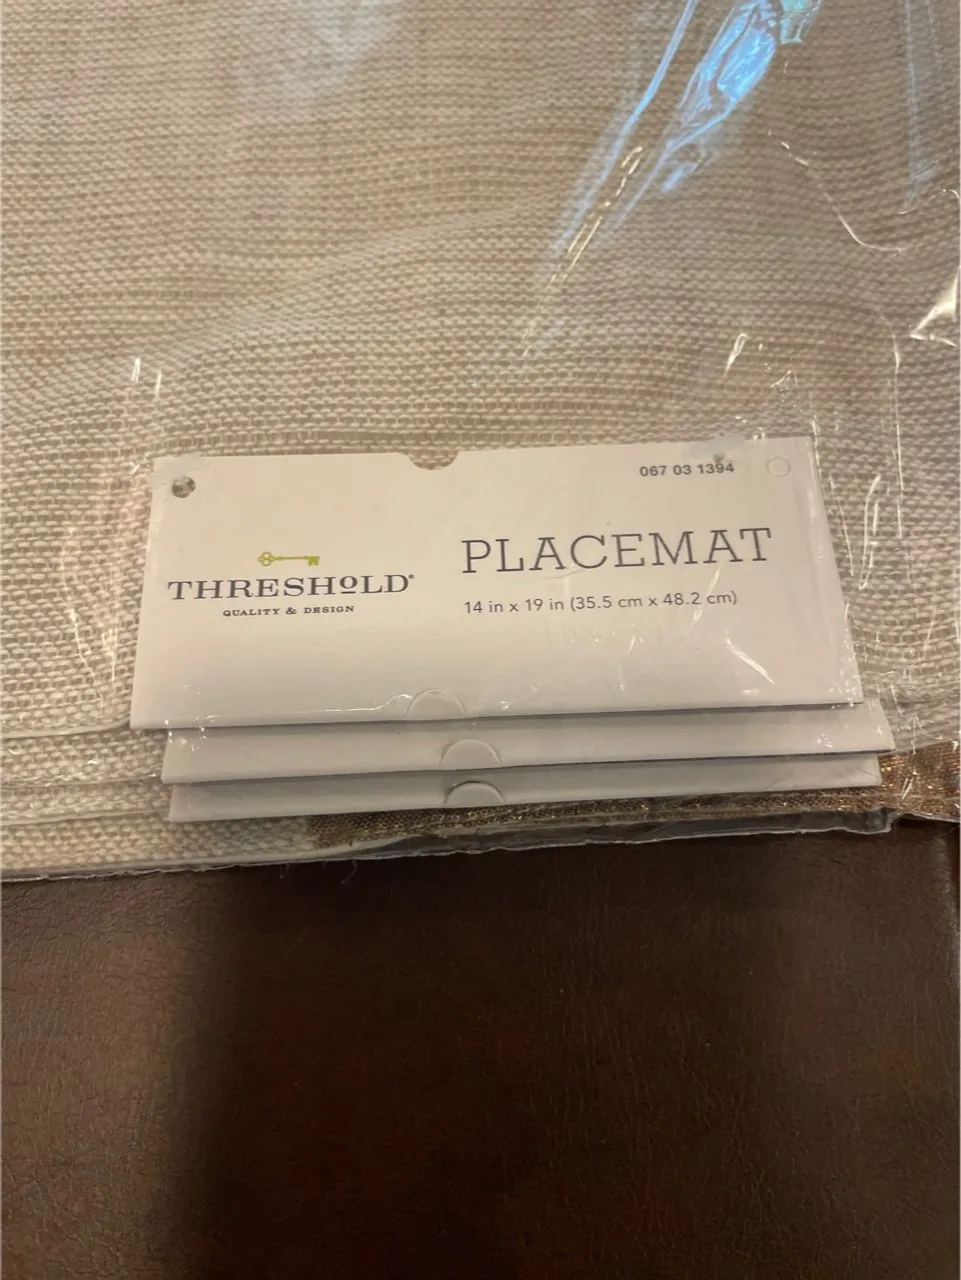 067 03 1394
THRESHOLD®
QUALITY & DESIGN
PLACEMAT
14 in x 19 in (35.5 cm x 48.2 cm)